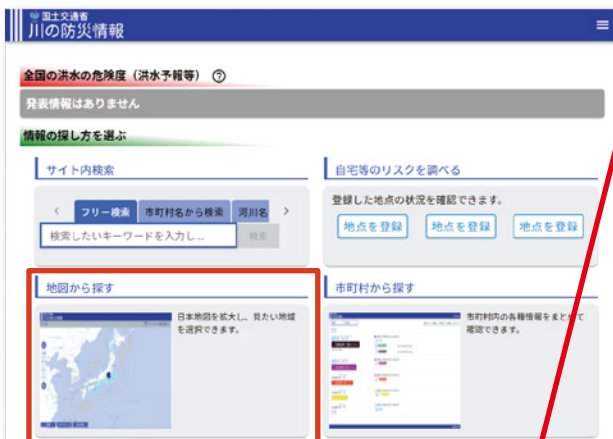 国土交通省
川の防災情報
全国の洪水の危険度（洪水予報等）
発表情報はありません
情報の探し方を選ぶ
サイト内検索
フリー検索
市町村名から検索
河川名
検索したいキーワードを入力し...
検索
自宅等のリスクを調べる
登録した地点の状況を確認できます。
地点を登録
地点を登録
地点を登録
地図から探す
日本地図を拡大し、見たい地域
を選択できます。
市町村から探す
市町村内の各種情報をまとめて
確認できます。